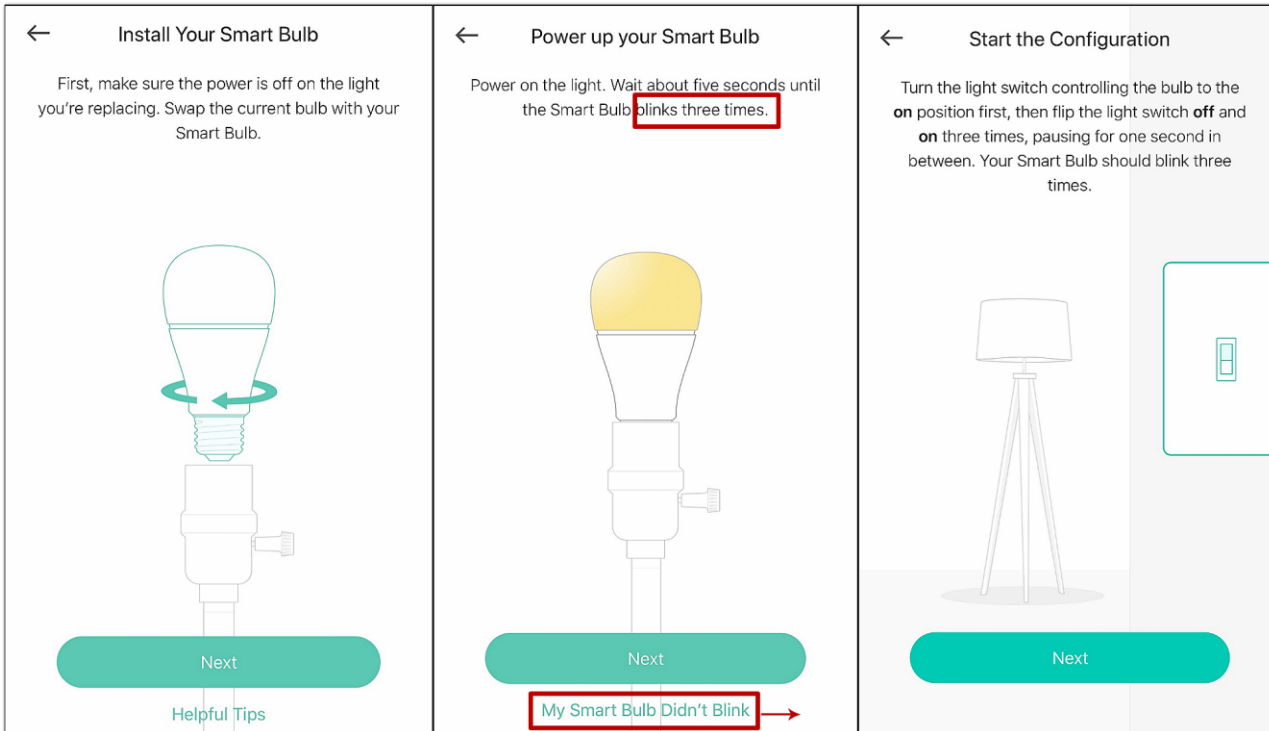 Install Your Smart Bulb
First, make sure the power is off on the light
you're replacing. Swap the current bulb with your
Smart Bulb.
Next
Helpful Tips
Power up your Smart Bulb
Power on the light. Wait about five seconds until
the Smart Bulb blinks three times.
Next
My Smart Bulb Didn't Blink
Start the Configuration
Turn the light switch controlling the bulb to the
on position first, then flip the light switch off and
on three times, pausing for one second in
between. Your Smart Bulb should blink three
times.
Next